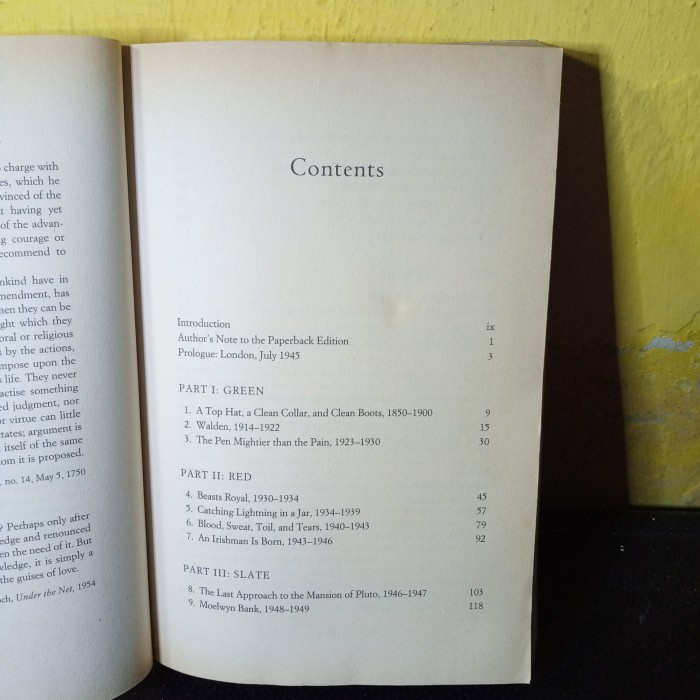 charge with
es, which he
vinced of the
t having yet
of the advan-
g courage or
ecommend to
nkind have in
mendment, has
hen they can be
ght which they
oral or religious
by the actions,
mpose upon the
life. They never
actise something
ed judgment, nor
r virtue can little
tates; argument is
itself of the same
om it is proposed.
, no. 14, May 5, 1750
? Perhaps only after
edge and renounced
en the need of it. But
wledge, it is simply a
the guises of love.
och, Under the Net, 1954
Contents
Introduction ix
Author's Note to the Paperback Edition 1
Prologue: London, July 1945 3
PART I: GREEN
1. A Top Hat, a Clean Collar, and Clean Boots, 1850–1900 9
2. Walden, 1914–1922 15
3. The Pen Mightier than the Pain, 1923–1930 30
PART II: RED
4. Beasts Royal, 1930–1934 45
5. Catching Lightning in a Jar, 1934–1939 57
6. Blood, Sweat, Toil, and Tears, 1940–1943 79
7. An Irishman Is Born, 1943–1946 92
PART III: SLATE
8. The Last Approach to the Mansion of Pluto, 1946–1947 103
9. Moelwyn Bank, 1948–1949 118